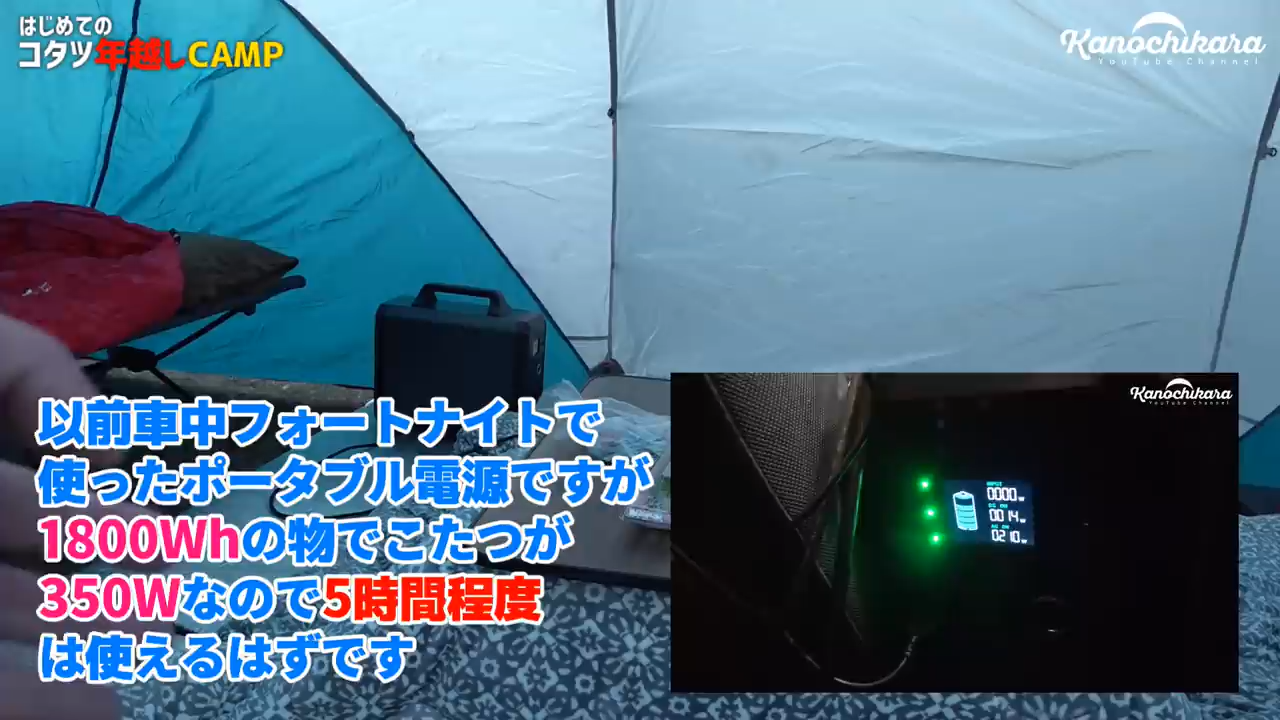 はじめての
コタツ年越しCAMP
Kanochikara
YouTube Channel
以前車中フォートナイトで
使ったポータブル電源ですが
1800Whの物でこたつが
350Wなので5時間程度
は使えるはずです
Kanochikara
YouTube Channel
INPUT
0000W
0014W
0210W